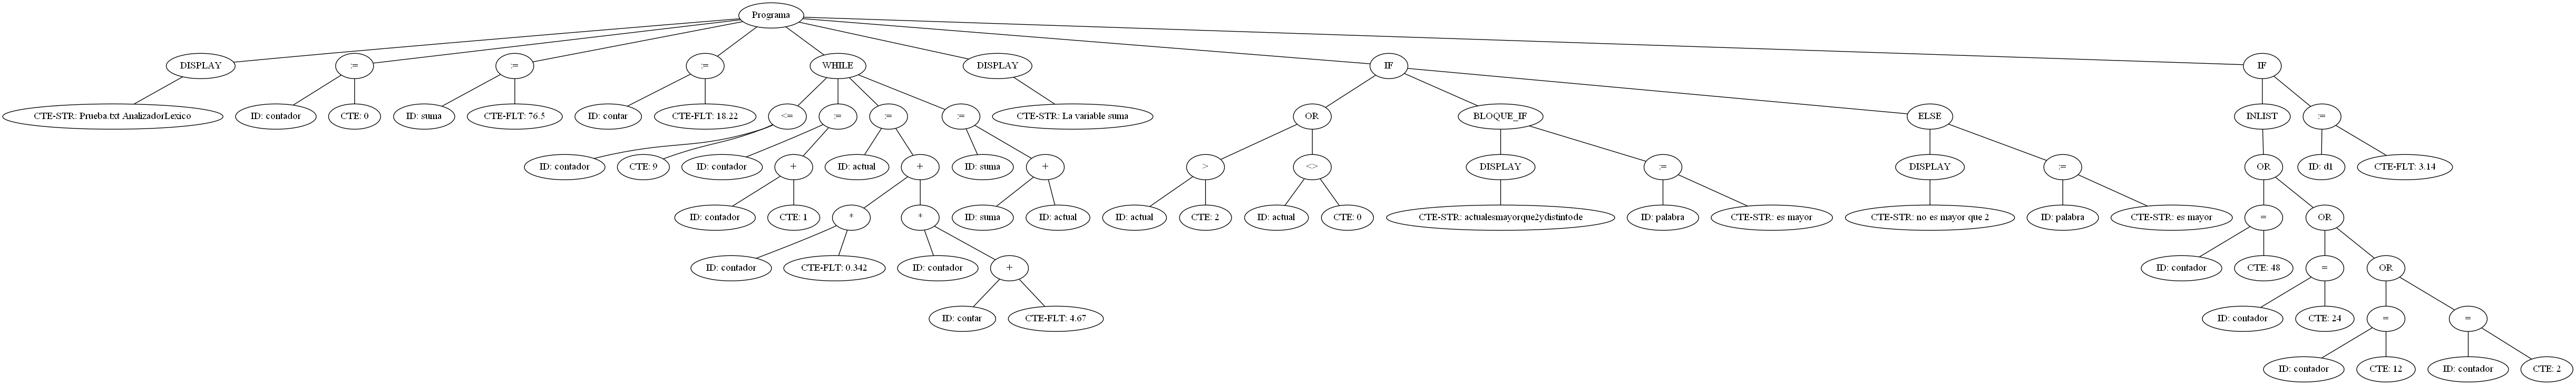 Programa
DISPLAY := := := WHILE DISPLAY IF IF
CTE-STR: Prueba.txt AnalizadorLexico ID: contador CTE: 0 ID: suma CTE-FLT: 76.5 ID: contar CTE-FLT: 18.22 <= := := := CTE-STR: La variable suma OR BLOQUE_IF ELSE INLIST :=
ID: contador CTE: 9 ID: contador + ID: actual + ID: suma + > <> DISPLAY := DISPLAY := OR ID: d1 CTE-FLT: 3.14
ID: contador CTE: 1 * * ID: suma ID: actual ID: actual CTE: 2 ID: actual CTE: 0 CTE-STR: actualesmayorque2ydistintode ID: palabra CTE-STR: es mayor CTE-STR: no es mayor que 2 ID: palabra CTE-STR: es mayor = OR
ID: contador CTE-FLT: 0.342 ID: contador + ID: contador CTE: 48 = OR
ID: contar CTE-FLT: 4.67 ID: contador CTE: 24 = =
ID: contador CTE: 12 ID: contador CTE: 2